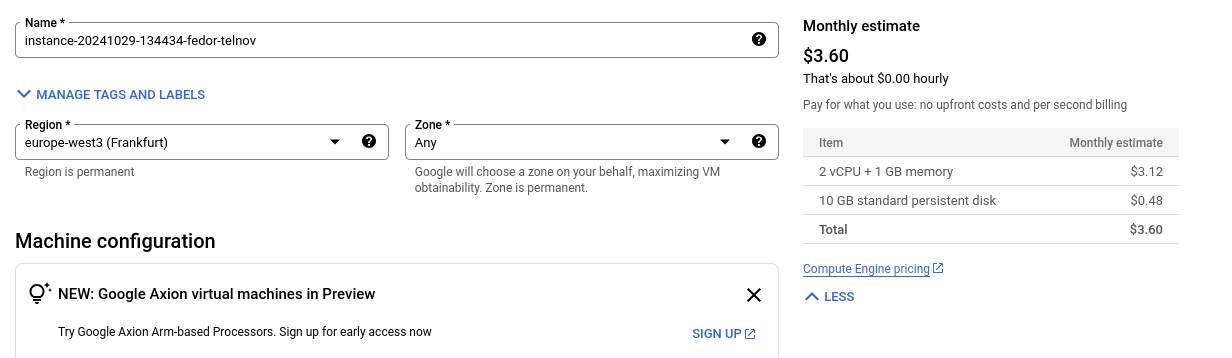 Name *
instance-20241029-134434-fedor-telnov
MANAGE TAGS AND LABELS
Region *
europe-west3 (Frankfurt)
Region is permanent
Zone *
Any
Google will choose a zone on your behalf, maximizing VM
obtainability. Zone is permanent.
Machine configuration
NEW: Google Axion virtual machines in Preview
Try Google Axion Arm-based Processors. Sign up for early access now
SIGN UP
Monthly estimate
$3.60
That's about $0.00 hourly
Pay for what you use: no upfront costs and per second billing
Item Monthly estimate
2 vCPU + 1 GB memory $3.12
10 GB standard persistent disk $0.48
Total $3.60
Compute Engine pricing
LESS